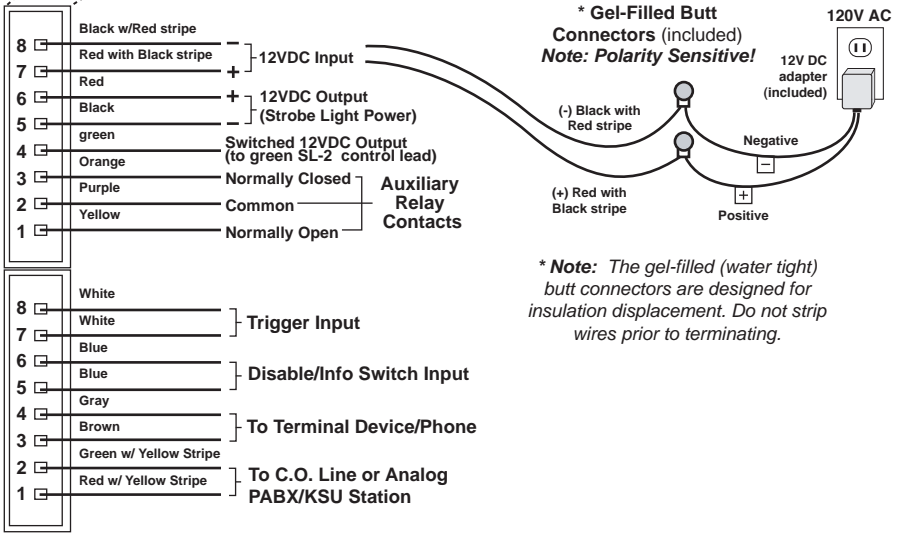 8
Black w/Red stripe
–
7
Red with Black stripe
+
12VDC Input
6
Red
+
5
Black
–
12VDC Output
(Strobe Light Power)
4
green
Switched 12VDC Output
(to green SL-2 control lead)
3
Orange
Normally Closed
2
Purple
Common
1
Yellow
Normally Open
Auxiliary
Relay
Contacts
* Gel-Filled Butt
Connectors (included)
Note: Polarity Sensitive!
120V AC
12V DC
adapter
(included)
(-) Black with
Red stripe
Negative
–
(+) Red with
Black stripe
+
Positive
* Note: The gel-filled (water tight)
butt connectors are designed for
insulation displacement. Do not strip
wires prior to terminating.
8
White
7
White
Trigger Input
6
Blue
5
Blue
Disable/Info Switch Input
4
Gray
3
Brown
To Terminal Device/Phone
2
Green w/ Yellow Stripe
1
Red w/ Yellow Stripe
To C.O. Line or Analog
PABX/KSU Station